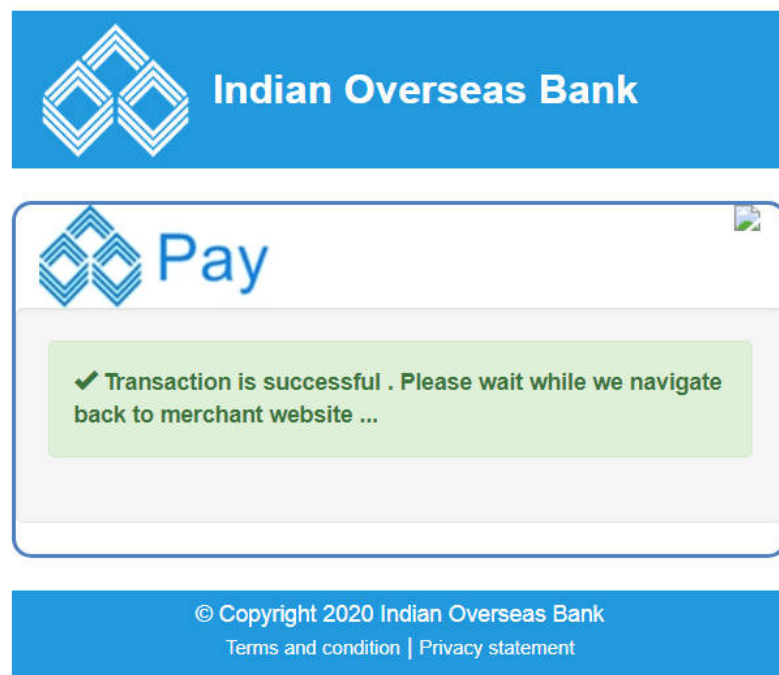 Indian Overseas Bank
Pay
✔ Transaction is successful . Please wait while we navigate
back to merchant website ...
© Copyright 2020 Indian Overseas Bank
Terms and condition | Privacy statement